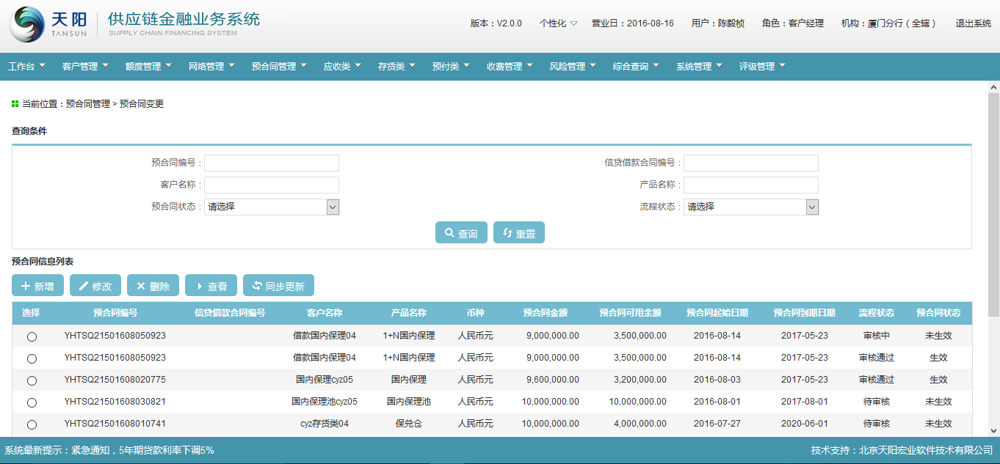 天阳 TANSUN 供应链金融业务系统 SUPPLY CHAIN FINANCING SYSTEM
版本：V2.0.0 个性化 营业日：2016-08-16 用户：陈毅桢 角色：客户经理 机构：厦门分行（全辖） 退出系统
工作台 客户管理 额度管理 网络管理 预合同管理 应收类 存货类 预付类 收费管理 风险管理 综合查询 系统管理 评级管理
当前位置：预合同管理 > 预合同变更
查询条件
预合同编号： 信贷借款合同编号：
客户名称： 产品名称：
预合同状态： 请选择 流程状态： 请选择
查询 重置
预合同信息列表
新增 修改 删除 查看 同步更新
选择 预合同编号 信贷借款合同编号 客户名称 产品名称 币种 预合同金额 预合同可用余额 预合同起始日期 预合同到期日期 流程状态 预合同状态
YHTSQ21501608050923 借款国内保理04 1+N国内保理 人民币元 9,000,000.00 3,500,000.00 2016-08-14 2017-05-23 审核中 未生效
YHTSQ21501608050923 借款国内保理04 1+N国内保理 人民币元 9,000,000.00 3,500,000.00 2016-08-14 2017-05-23 审核通过 生效
YHTSQ21501608020775 国内保理cyz05 国内保理 人民币元 9,600,000.00 3,200,000.00 2016-08-03 2017-05-23 审核通过 生效
YHTSQ21501608030821 国内保理池cyz05 国内保理池 人民币元 10,000,000.00 10,000,000.00 2016-08-01 2017-08-01 待审核 未生效
YHTSQ21501608010741 cyz存货类04 保兑仓 人民币元 10,000,000.00 4,000,000.00 2016-07-27 2020-06-01 待审核 未生效
系统最新提示：紧急通知，5年期贷款利率下调5% 技术支持：北京天阳宏业软件技术有限公司